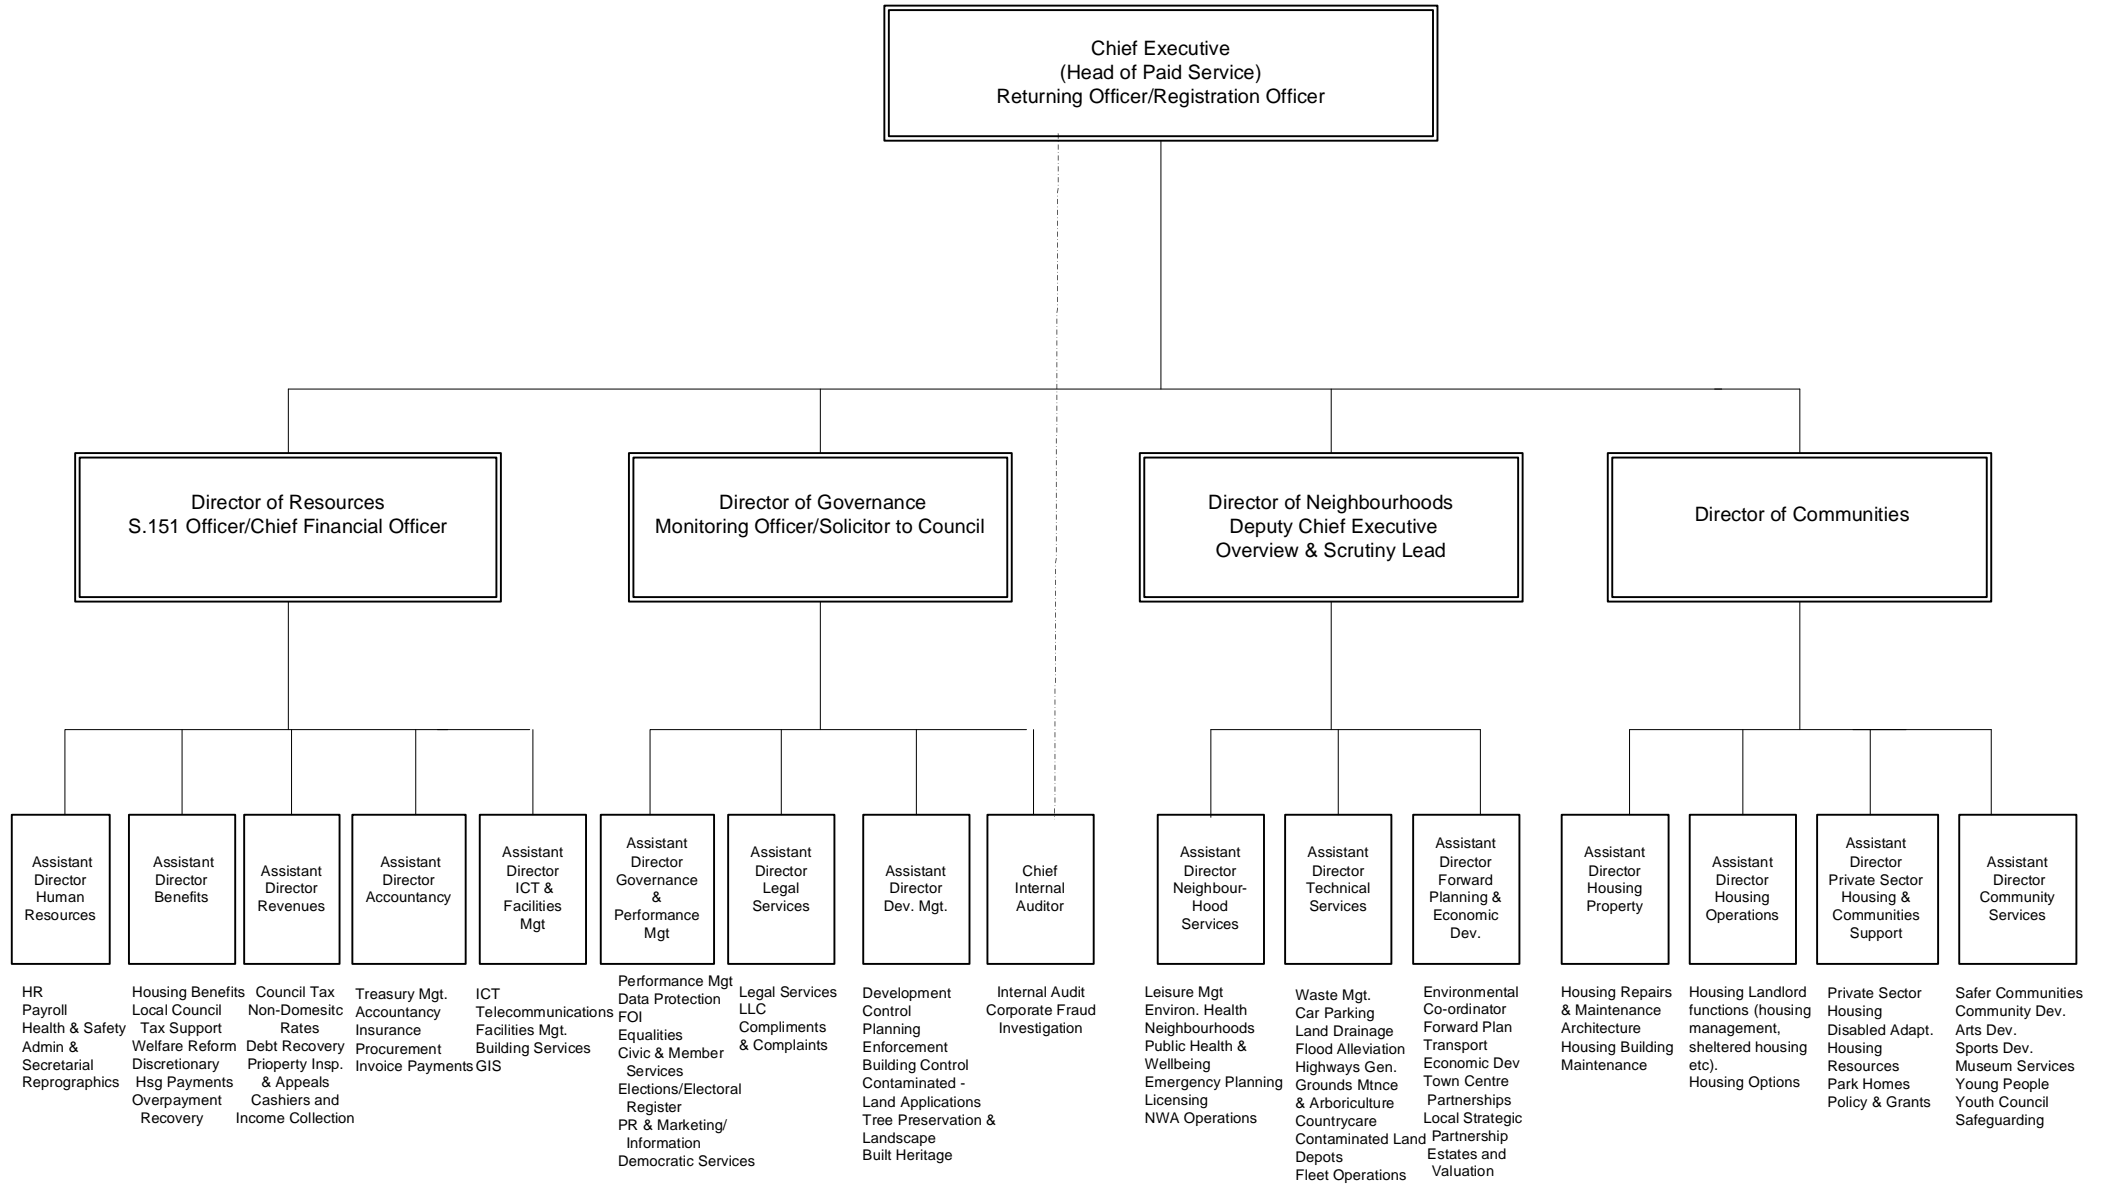 Chief Executive
(Head of Paid Service)
Returning Officer/Registration Officer
Director of Resources
S.151 Officer/Chief Financial Officer
Director of Governance
Monitoring Officer/Solicitor to Council
Director of Neighbourhoods
Deputy Chief Executive
Overview & Scrutiny Lead
Director of Communities
Assistant
Director
Human
Resources
Assistant
Director
Benefits
Assistant
Director
Revenues
Assistant
Director
Accountancy
Assistant
Director
ICT &
Facilities
Mgt
Assistant
Director
Governance
&
Performance
Mgt
Assistant
Director
Legal
Services
Assistant
Director
Dev. Mgt.
Chief
Internal
Auditor
Assistant
Director
Neighbour-
Hood
Services
Assistant
Director
Technical
Services
Assistant
Director
Forward
Planning &
Economic
Dev.
Assistant
Director
Housing
Property
Assistant
Director
Housing
Operations
Assistant
Director
Private Sector
Housing &
Communities
Support
Assistant
Director
Community
Services
HR
Payroll
Health & Safety
Admin &
Secretarial
Reprographics
Housing Benefits
Local Council
Tax Support
Welfare Reform
Discretionary
Hsg Payments
Overpayment
Recovery
Council Tax
Non-Domesitc
Rates
Debt Recovery
Prioperty Insp.
& Appeals
Cashiers and
Income Collection
Treasury Mgt.
Accountancy
Insurance
Procurement
Invoice Payments
ICT
Telecommunications
Facilities Mgt.
Building Services
GIS
Performance Mgt
Data Protection
FOI
Equalities
Civic & Member
Services
Elections/Electoral
Register
PR & Marketing/
Information
Democratic Services
Legal Services
LLC
Compliments
& Complaints
Development
Control
Planning
Enforcement
Building Control
Contaminated -
Land Applications
Tree Preservation &
Landscape
Built Heritage
Internal Audit
Corporate Fraud
Investigation
Leisure Mgt
Environ. Health
Neighbourhoods
Public Health &
Wellbeing
Emergency Planning
Licensing
NWA Operations
Waste Mgt.
Car Parking
Land Drainage
Flood Alleviation
Highways Gen.
Grounds Mtnce
& Arboriculture
Countrycare
Contaminated Land
Depots
Fleet Operations
Environmental
Co-ordinator
Forward Plan
Transport
Economic Dev
Town Centre
Partnerships
Local Strategic
Partnership
Estates and
Valuation
Housing Repairs
& Maintenance
Architecture
Housing Building
Maintenance
Housing Landlord
functions (housing
management,
sheltered housing
etc).
Housing Options
Private Sector
Housing
Disabled Adapt.
Housing
Resources
Park Homes
Policy & Grants
Safer Communities
Community Dev.
Arts Dev.
Sports Dev.
Museum Services
Young People
Youth Council
Safeguarding